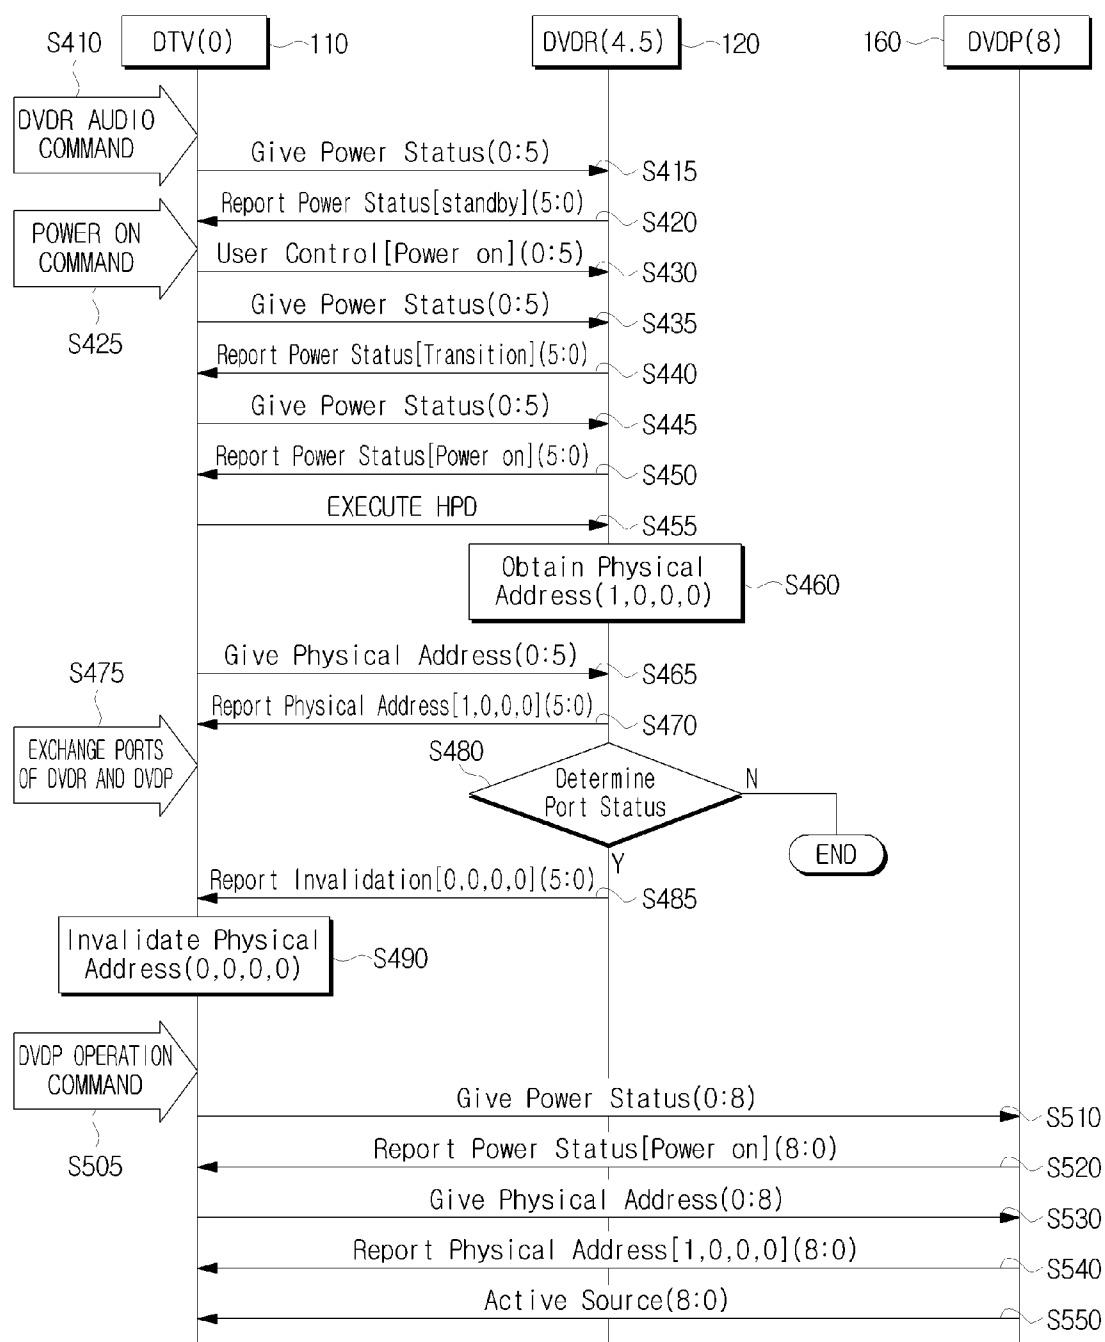 DTV(0)
110
DVDR(4.5)
120
160
DVDP(8)
S410
DVDR AUDIO
COMMAND
Give Power Status(0:5)
S415
Report Power Status[standby](5:0)
S420
POWER ON
COMMAND
S425
User Control[Power on](0:5)
S430
Give Power Status(0:5)
S435
Report Power Status[Transition](5:0)
S440
Give Power Status(0:5)
S445
Report Power Status[Power on](5:0)
S450
EXECUTE HPD
S455
Obtain Physical
Address(1,0,0,0)
S460
Give Physical Address(0:5)
S465
Report Physical Address[1,0,0,0](5:0)
S470
S475
EXCHANGE PORTS
OF DVDR AND DVDP
S480
Determine
Port Status
N
END
Y
Report Invalidation[0,0,0,0](5:0)
S485
Invalidate Physical
Address(0,0,0,0)
S490
DVDP OPERATION
COMMAND
S505
Give Power Status(0:8)
S510
Report Power Status[Power on](8:0)
S520
Give Physical Address(0:8)
S530
Report Physical Address[1,0,0,0](8:0)
S540
Active Source(8:0)
S550